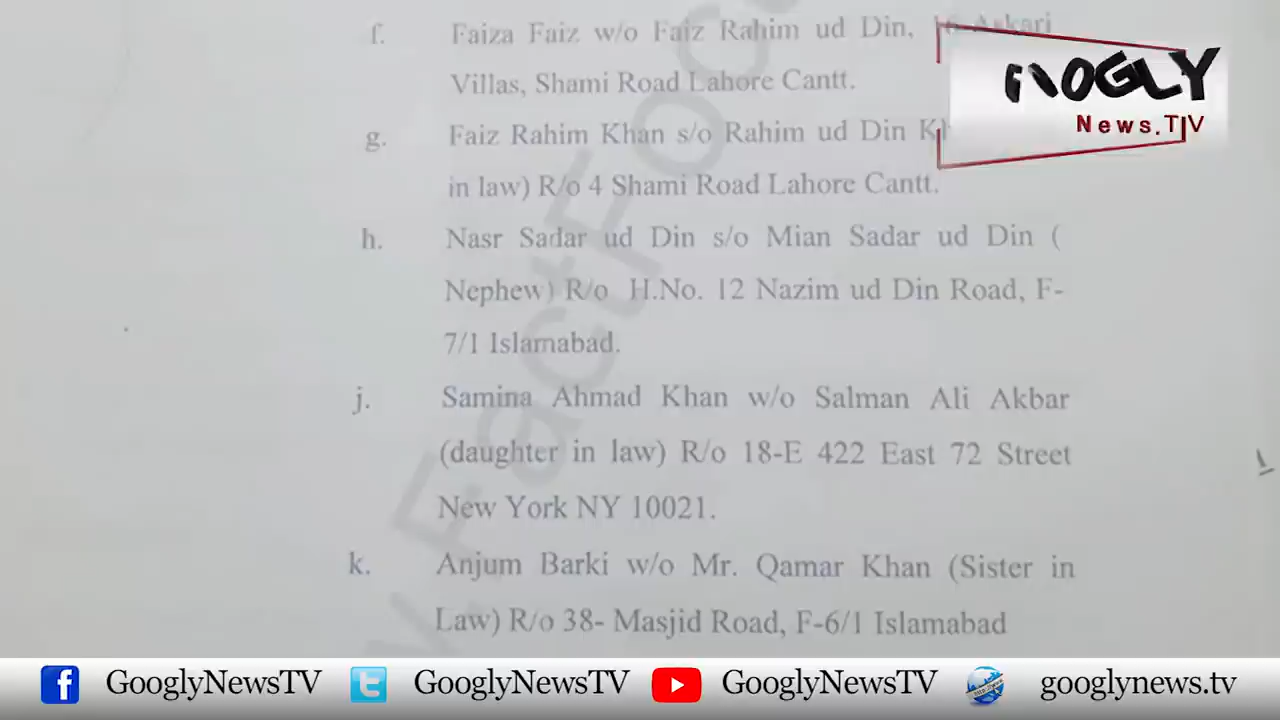 f. Faiza Faiz w/o Faiz Rahim ud Din, 16 Askari
Villas, Shami Road Lahore Cantt.
g. Faiz Rahim Khan s/o Rahim ud Din
in law) R/o 4 Shami Road Lahore Cantt.
h. Nasr Sadar ud Din s/o Mian Sadar ud Din (
Nephew) R/o H.No. 12 Nazim ud Din Road, F-
7/1 Islamabad.
j. Samina Ahmad Khan w/o Salman Ali Akbar
(daughter in law) R/o 18-E 422 East 72 Street
New York NY 10021.
k. Anjum Barki w/o Mr. Qamar Khan (Sister in
Law) R/o 38- Masjid Road, F-6/1 Islamabad
GOOGLY
News.TV
GooglyNewsTV GooglyNewsTV GooglyNewsTV googlynews.tv